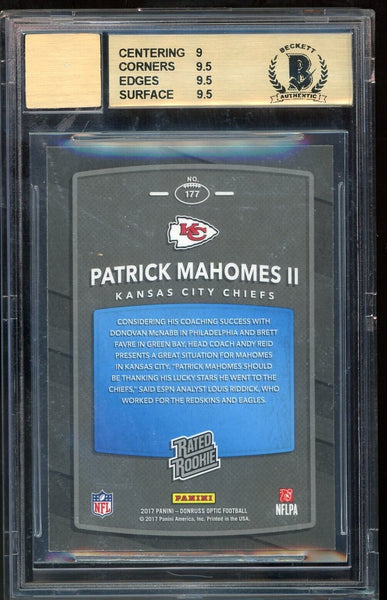 CENTERING 9
CORNERS 9.5
EDGES 9.5
SURFACE 9.5
BECKETT
B
AUTHENTIC
NO.
177
KC
PATRICK MAHOMES II
KANSAS CITY CHIEFS
CONSIDERING HIS COACHING SUCCESS WITH
DONOVAN McNABB IN PHILADELPHIA AND BRETT
FAVRE IN GREEN BAY, HEAD COACH ANDY REID
PRESENTS A GREAT SITUATION FOR MAHOMES
IN KANSAS CITY. "PATRICK MAHOMES SHOULD
BE THANKING HIS LUCKY STARS HE WENT TO THE
CHIEFS," SAID ESPN ANALYST LOUIS RIDDICK, WHO
WORKED FOR THE REDSKINS AND EAGLES.
RATED
ROOKIE
NFL
PANINI
NFLPA
2017 PANINI – DONRUSS OPTIC FOOTBALL
© 2017 Panini America, Inc. Printed in the USA.